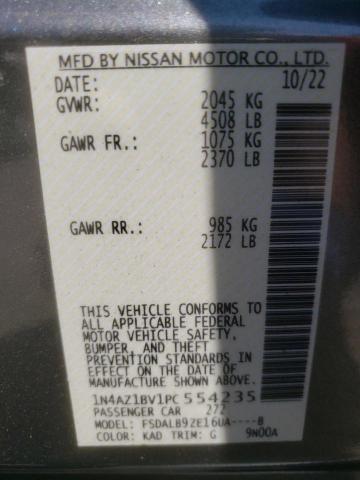 MFD BY NISSAN MOTOR CO., LTD.
DATE: 10/22
GVWR: 2045 KG
4508 LB
GAWR FR.: 1075 KG
2370 LB
GAWR RR.: 985 KG
2172 LB
THIS VEHICLE CONFORMS TO
ALL APPLICABLE FEDERAL
MOTOR VEHICLE SAFETY,
BUMPER, AND THEFT
PREVENTION STANDARDS IN
EFFECT ON THE DATE OF
MANUFACTURE SHOWN ABOVE.
1N4AZ1BV1PC554235
PASSENGER CAR 272
MODEL: FSDALB9ZE16UA----B
COLOR: KAD TRIM: G 9N00A